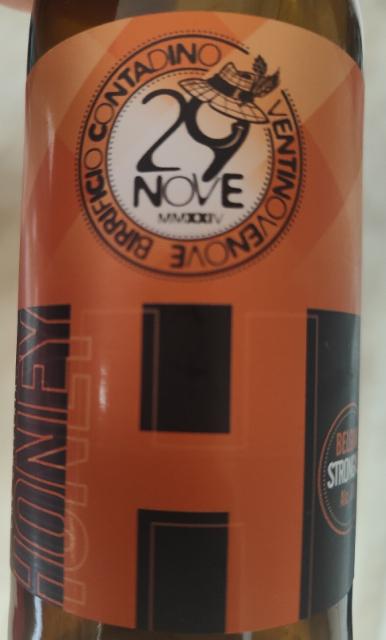 BIRRIFICIO CONTADINO
VENTINOVENOVE
29
NOVE
MMXXIV
HONEY
H
STRONG